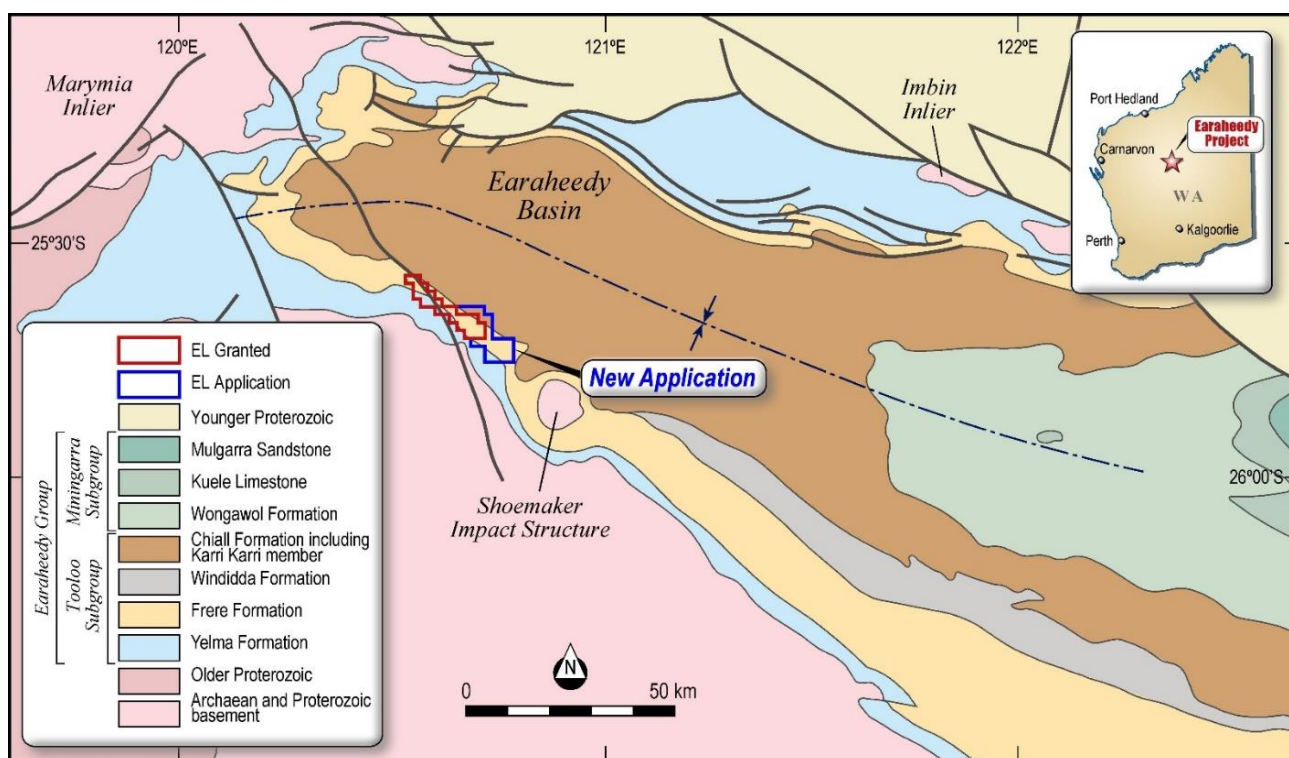 120ºE
121ºE
122ºE
Marymia
Inlier
Imbin
Inlier
Earaheedy
Basin
25º30'S
26º00'S
New Application
Shoemaker
Impact Structure
Port Hedland
Carnarvon
Earaheedy
Project
WA
Kalgoorlie
Perth
EL Granted
EL Application
Younger Proterozoic
Mulgarra Sandstone
Kuele Limestone
Wongawol Formation
Chiall Formation including
Karri Karri member
Windidda Formation
Frere Formation
Yelma Formation
Older Proterozoic
Archaean and Proterozoic
basement
Earaheedy Group
Miningarra
Subgroup
Tooloo
Subgroup
N
0
50 km